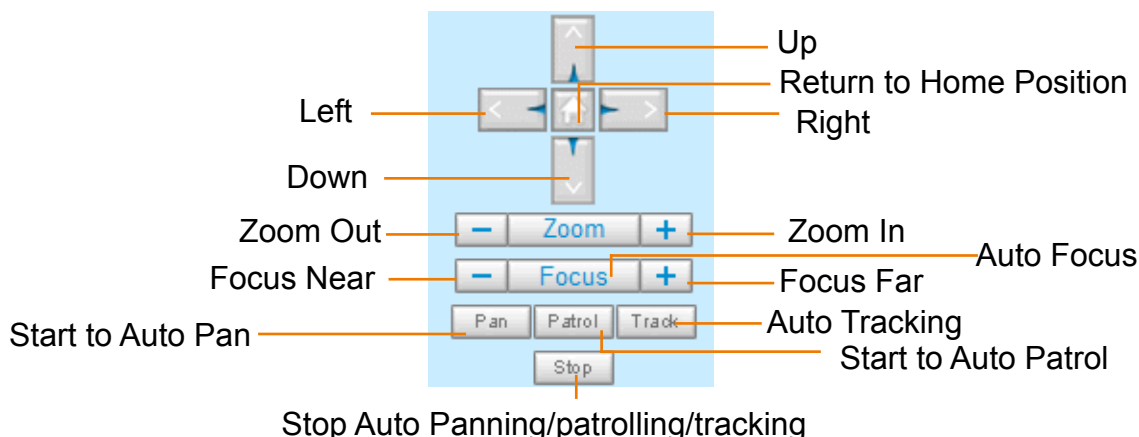 Up
Return to Home Position
Left
Right
Down
Zoom Out
− Zoom +
Zoom In
Auto Focus
Focus Near
− Focus +
Focus Far
Pan
Patrol
Track
Auto Tracking
Start to Auto Pan
Start to Auto Patrol
Stop
Stop Auto Panning/patrolling/tracking